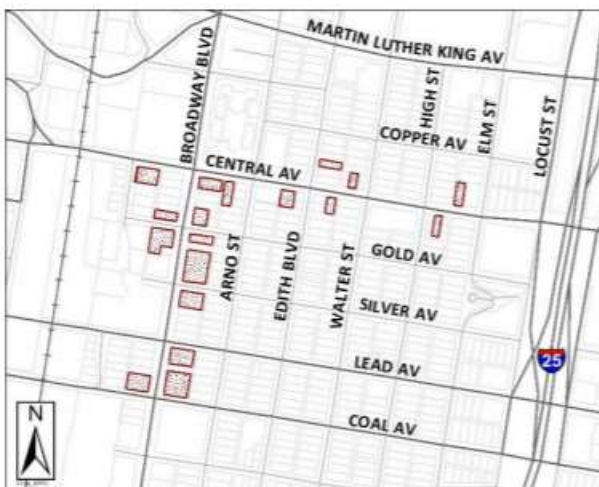 MARTIN LUTHER KING AV
BROADWAY BLVD
HIGH ST
COPPER AV
ELM ST
LOCUST ST
CENTRAL AV
ARNO ST
EDITH BLVD
WALTER ST
GOLD AV
SILVER AV
LEAD AV
25
COAL AV
N